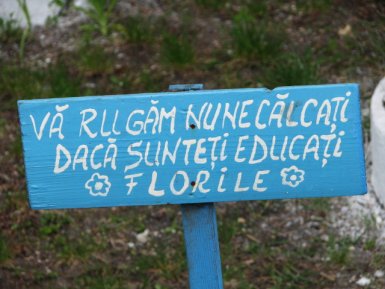 VĂ RUGĂM NU NE CĂLCAȚI
DACĂ SUNTEȚI EDUCAȚI
FLORILE